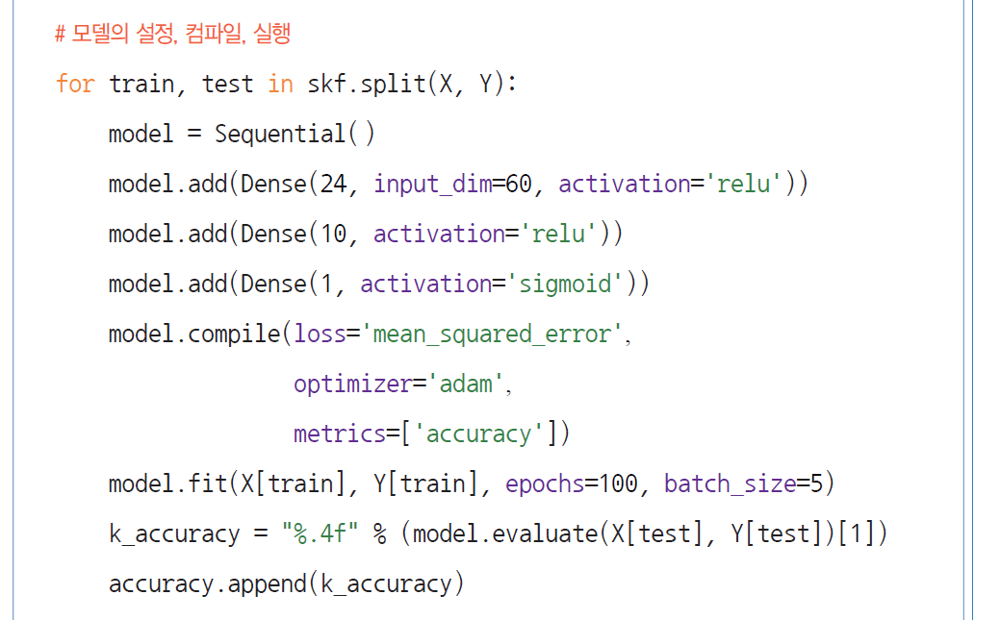 # 모델의 설정, 컴파일, 실행
for train, test in skf.split(X, Y):
    model = Sequential()
    model.add(Dense(24, input_dim=60, activation='relu'))
    model.add(Dense(10, activation='relu'))
    model.add(Dense(1, activation='sigmoid'))
    model.compile(loss='mean_squared_error',
                  optimizer='adam',
                  metrics=['accuracy'])
    model.fit(X[train], Y[train], epochs=100, batch_size=5)
    k_accuracy = "%.4f" % (model.evaluate(X[test], Y[test])[1])
    accuracy.append(k_accuracy)